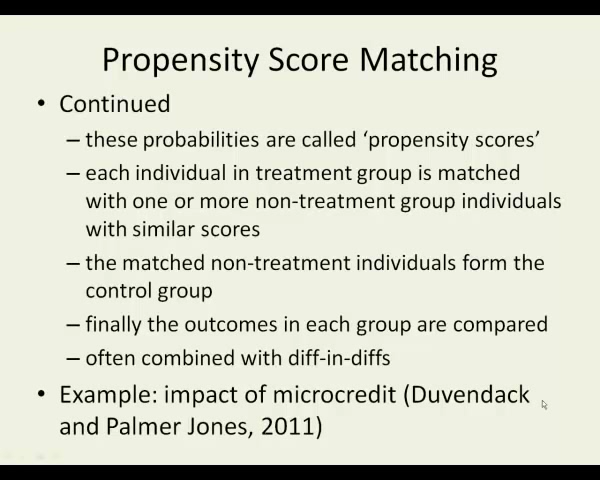 Propensity Score Matching
• Continued
– these probabilities are called ‘propensity scores’
– each individual in treatment group is matched
with one or more non-treatment group individuals
with similar scores
– the matched non-treatment individuals form the
control group
– finally the outcomes in each group are compared
– often combined with diff-in-diffs
• Example: impact of microcredit (Duvendack
and Palmer Jones, 2011)